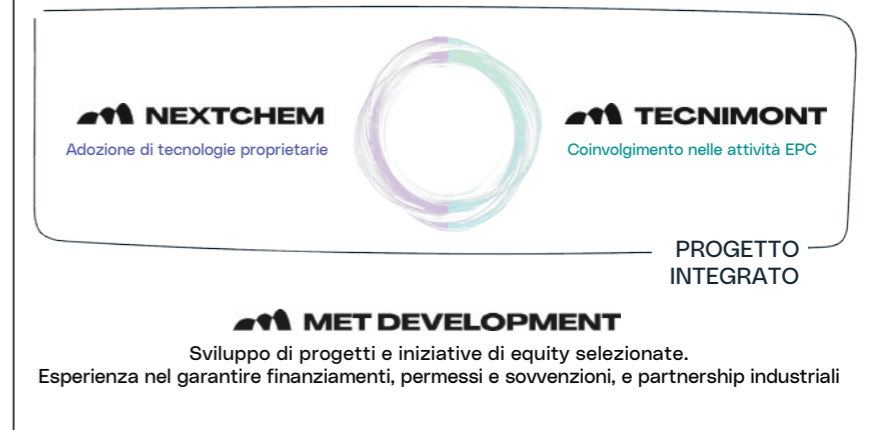 NEXTCHEM
Adozione di tecnologie proprietarie
TECNIMONT
Coinvolgimento nelle attività EPC
PROGETTO
INTEGRATO
MET DEVELOPMENT
Sviluppo di progetti e iniziative di equity selezionate.
Esperienza nel garantire finanziamenti, permessi e sovvenzioni, e partnership industriali